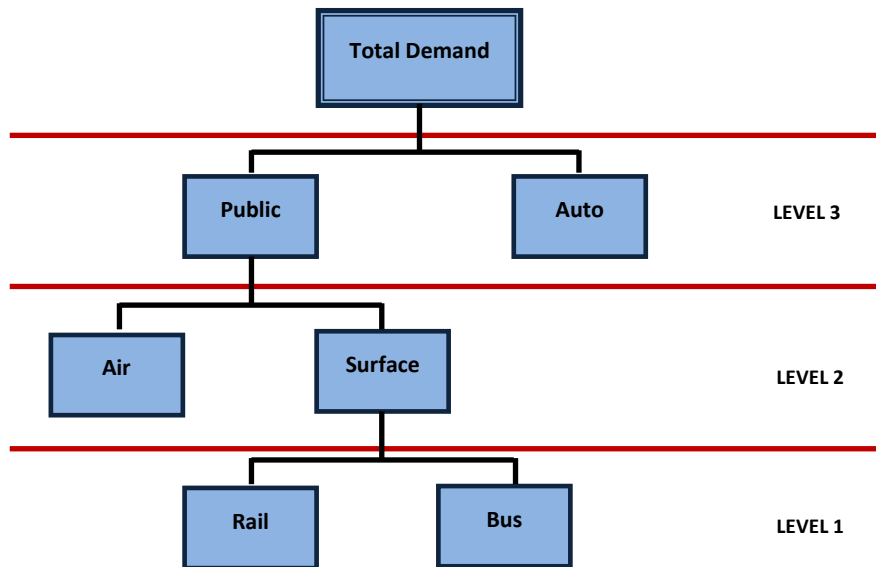 Total Demand
Public
Auto
LEVEL 3
Air
Surface
LEVEL 2
Rail
Bus
LEVEL 1